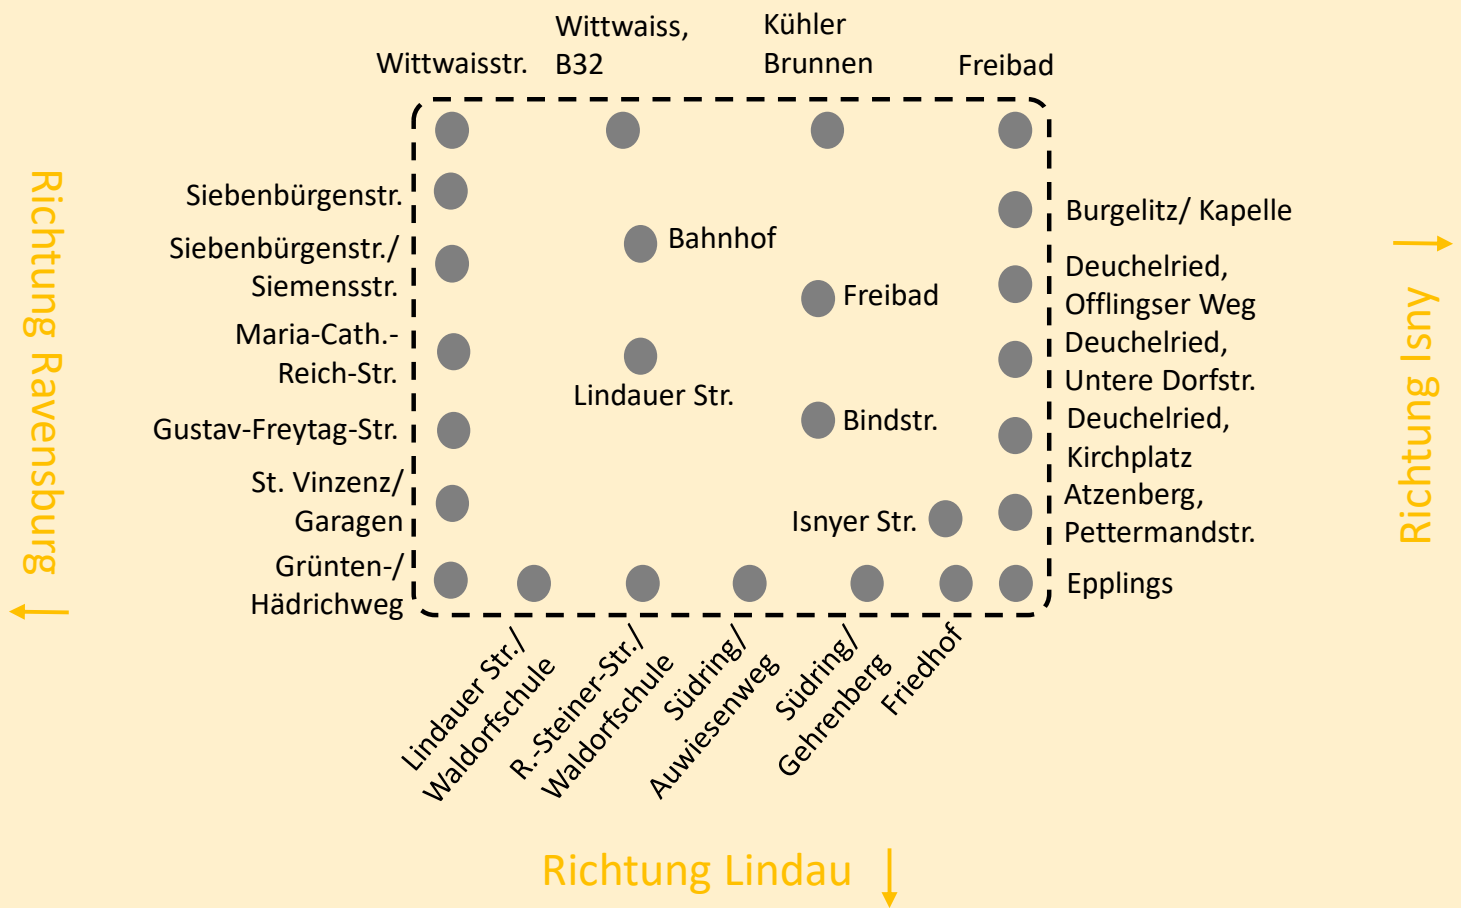 Wittwaisstr.
Wittwaiss,
B32
Kühler
Brunnen
Freibad
Siebenbürgenstr.
Siebenbürgenstr./
Siemensstr.
Maria-Cath.-
Reich-Str.
Gustav-Freytag-Str.
St. Vinzenz/
Garagen
Grünten-/
Hädrichweg
Bahnhof
Freibad
Lindauer Str.
Bindstr.
Isnyer Str.
Burgelitz/ Kapelle
Deuchelried,
Offlingser Weg
Deuchelried,
Untere Dorfstr.
Deuchelried,
Kirchplatz
Atzenberg,
Pettermandstr.
Epplings
Lindauer Str./
Waldorfschule
R.-Steiner-Str./
Waldorfschule
Südring/
Auwiesenweg
Südring/
Gehrenberg
Friedhof
Richtung Ravensburg
Richtung Isny
Richtung Lindau